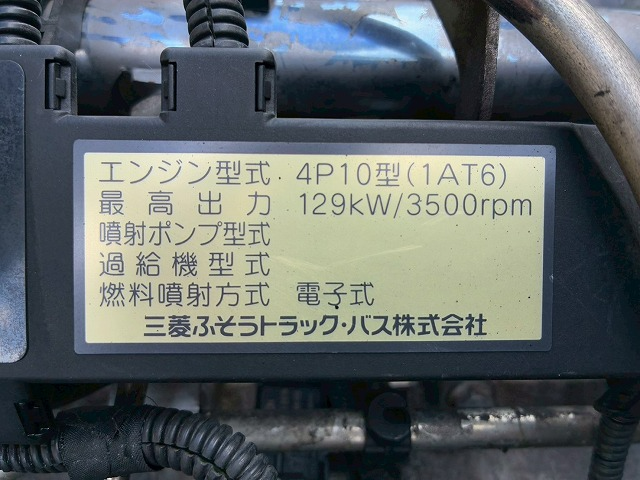 エンジン型式 4P10型(1AT6)
最高出力 129kW/3500rpm
噴射ポンプ型式
過給機型式
燃料噴射方式 電子式
三菱ふそうトラック・バス株式会社